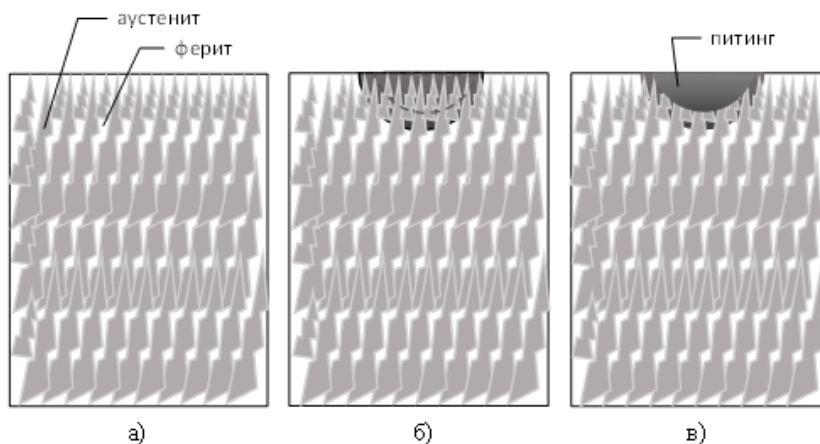 аустенит
ферит
питинг
а)
б)
в)